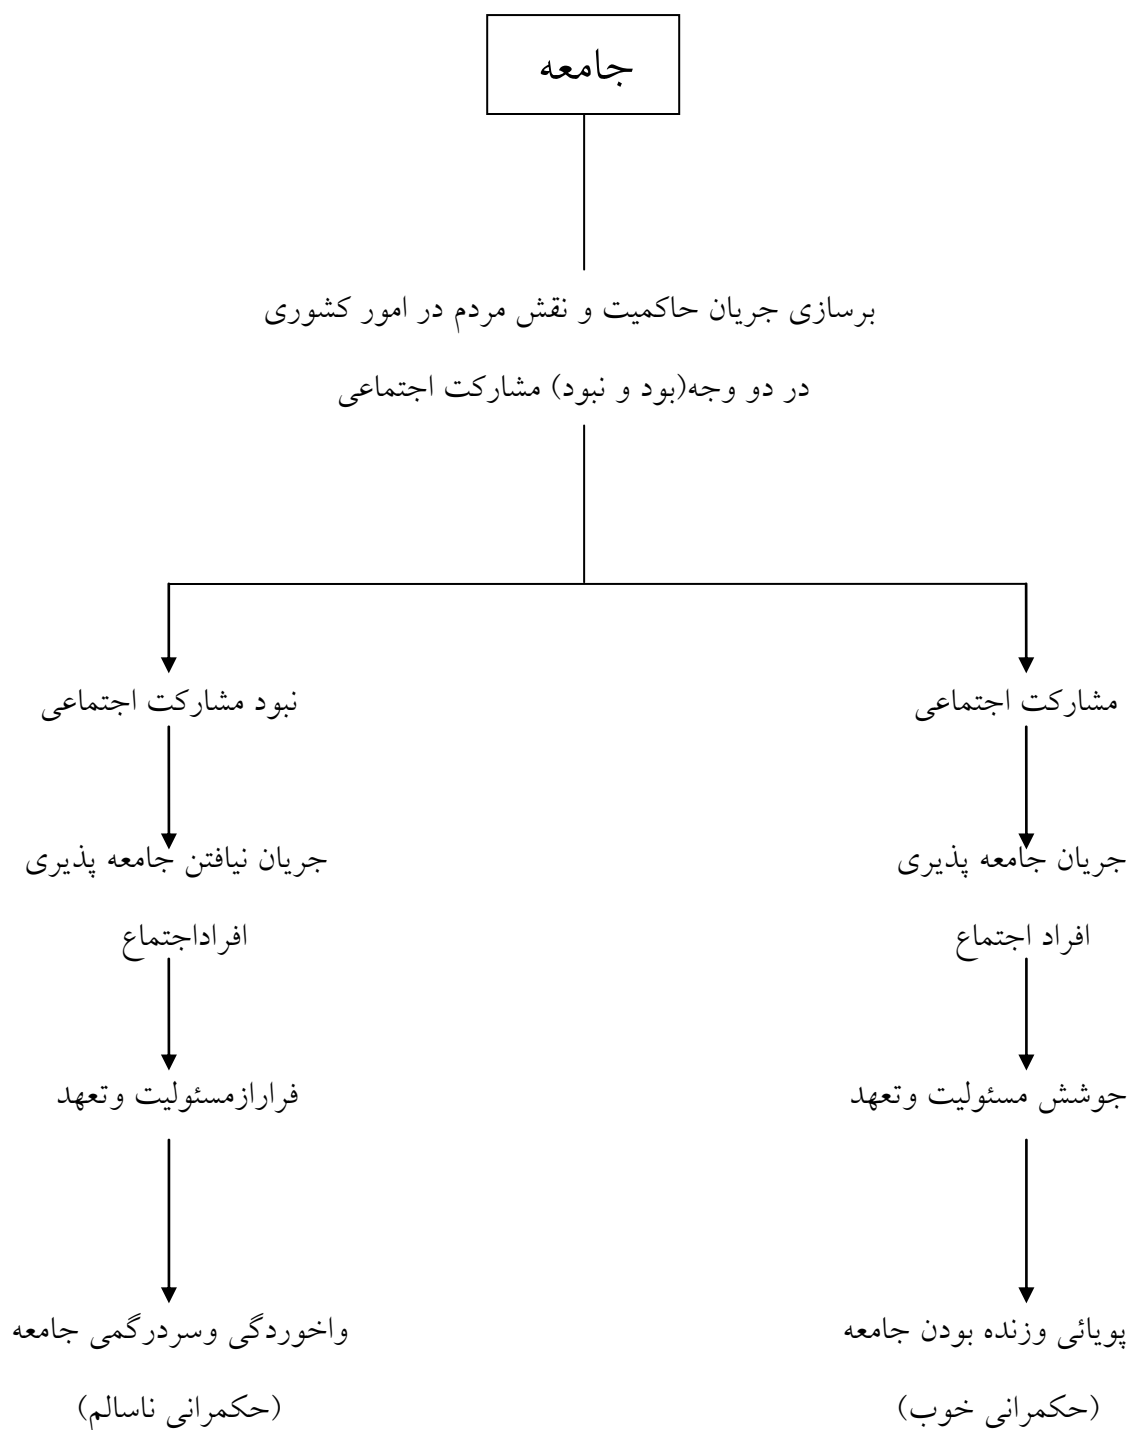 جامعه
برسازی جریان حاکمیت و نقش مردم در امور کشوری
در دو وجه(بود و نبود) مشارکت اجتماعی
مشارکت اجتماعی
نبود مشارکت اجتماعی
جریان جامعه پذیری
افراد اجتماع
جریان نیافتن جامعه پذیری
افراداجتماع
جوشش مسئولیت وتعهد
فرارازمسئولیت وتعهد
پویائی وزنده بودن جامعه
(حکمرانی خوب)
واخوردگی وسردرگمی جامعه
(حکمرانی ناسالم)